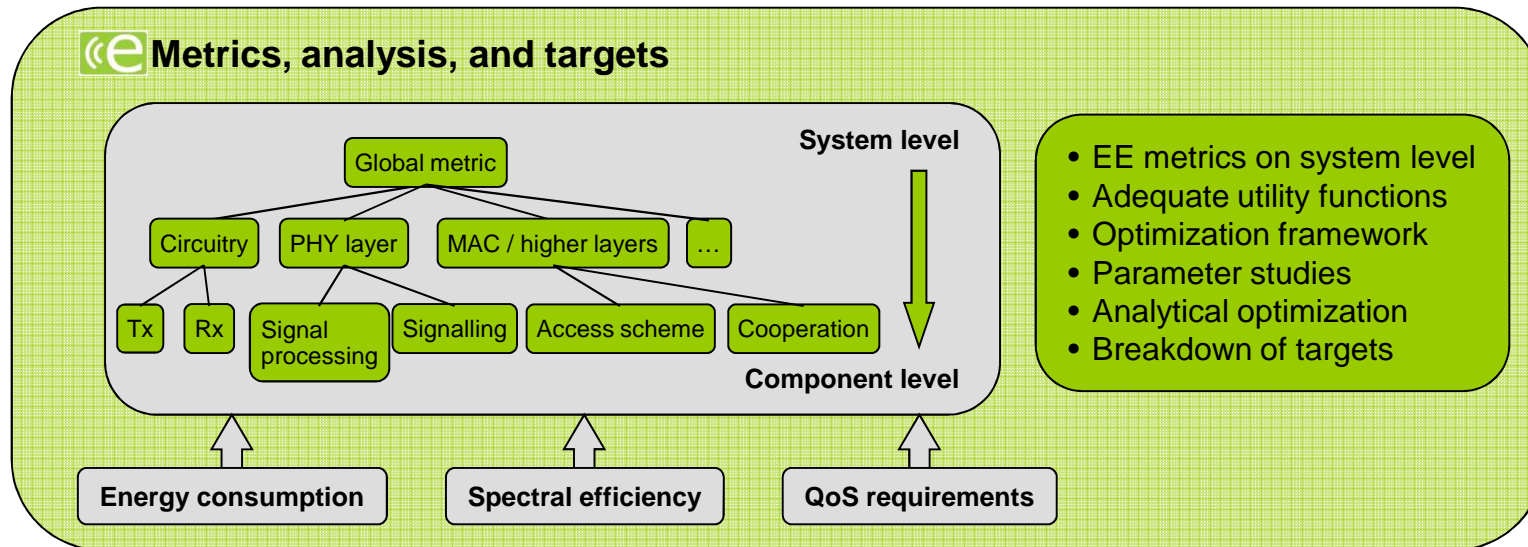 Metrics, analysis, and targets
System level
Global metric
Circuitry
PHY layer
MAC / higher layers
…
Tx
Rx
Signal
processing
Signalling
Access scheme
Cooperation
Component level
Energy consumption
Spectral efficiency
QoS requirements
• EE metrics on system level
• Adequate utility functions
• Optimization framework
• Parameter studies
• Analytical optimization
• Breakdown of targets